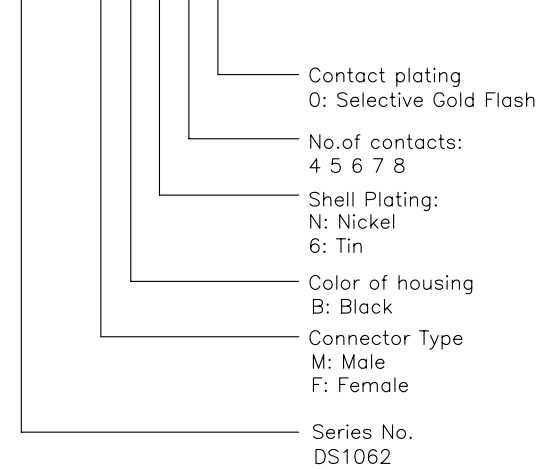 Contact plating
0: Selective Gold Flash
No.of contacts:
4 5 6 7 8
Shell Plating:
N: Nickel
6: Tin
Color of housing
B: Black
Connector Type
M: Male
F: Female
Series No.
DS1062